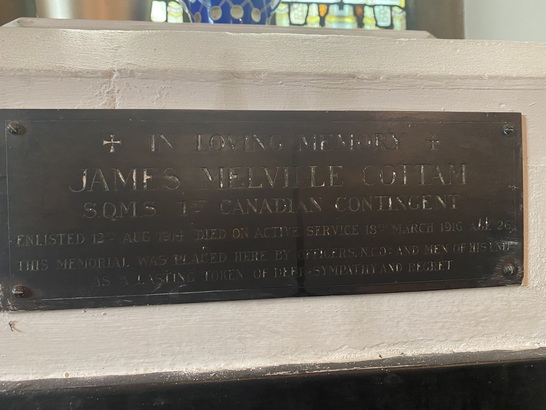 ✠ IN LOVING MEMORY ✠
JAMES MELVILLE COTTAM
S.Q.M.S. 1ST CANADIAN CONTINGENT
ENLISTED 12TH AUG 1914 DIED ON ACTIVE SERVICE 18TH MARCH 1916 AGE 26
THIS MEMORIAL WAS PLACED HERE BY OFFICERS, N.C.O.s AND MEN OF HIS UNIT
AS A LASTING TOKEN OF DEEP SYMPATHY AND REGRET